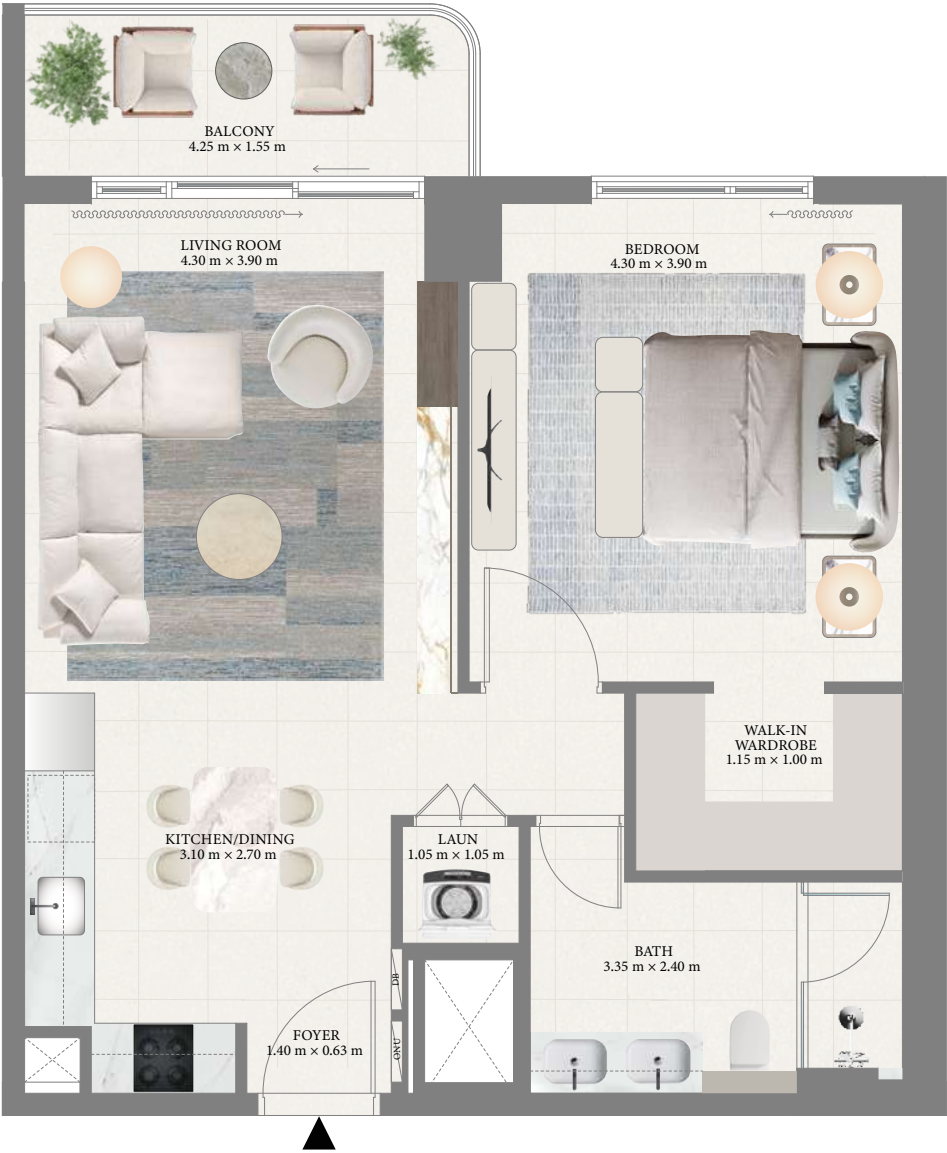 BALCONY
4.25 m × 1.55 m
LIVING ROOM
4.30 m × 3.90 m
BEDROOM
4.30 m × 3.90 m
WALK-IN
WARDROBE
1.15 m × 1.00 m
KITCHEN/DINING
3.10 m × 2.70 m
LAUN
1.05 m × 1.05 m
BATH
3.35 m × 2.40 m
DB
FOYER
1.40 m × 0.63 m
ONU